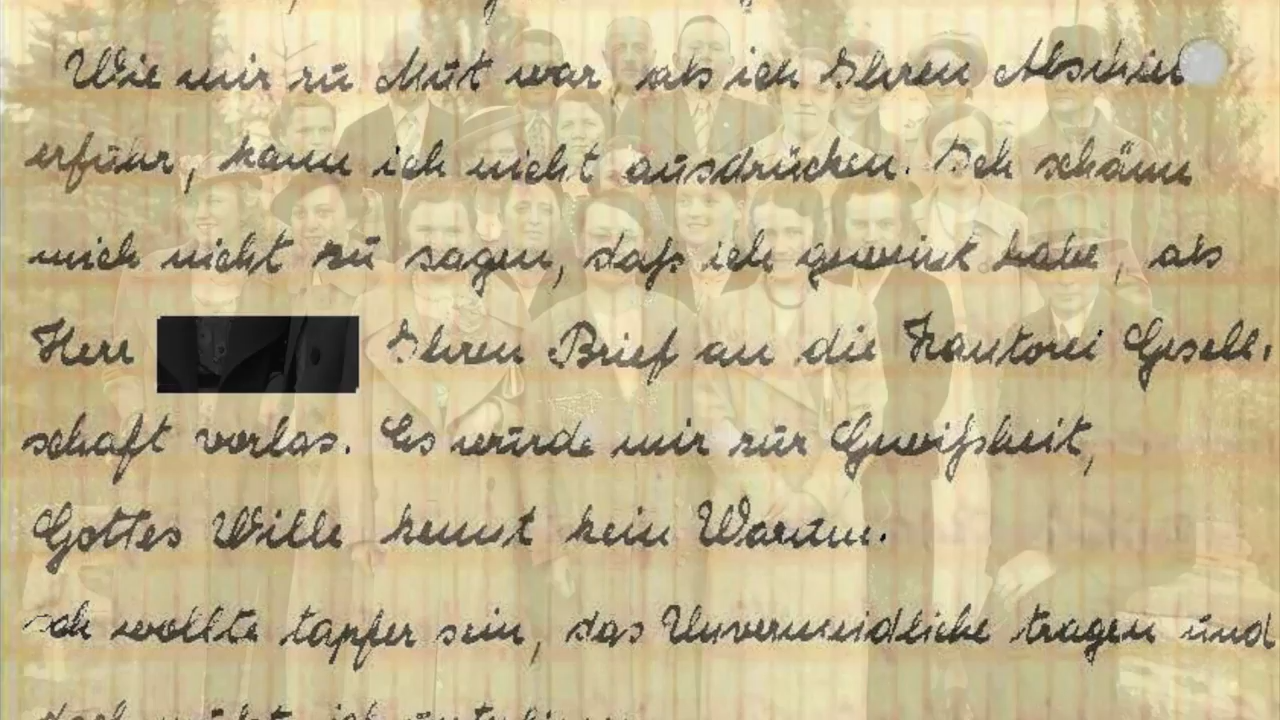 Wie mir zu Mut war, als ich Ihren Abschied
erfuhr, kann ich nicht ausdrücken. Ich schäm
mich nicht zu sagen, daß ich geweint habe, als
Herr Ihren Brief an die Kantorei Gesell-
schaft vorlas. Es wurde mir zur Gewißheit,
Gottes Wille kennt kein Warum.
Ich wollte tapfer sein, das Unvermeidliche tragen und